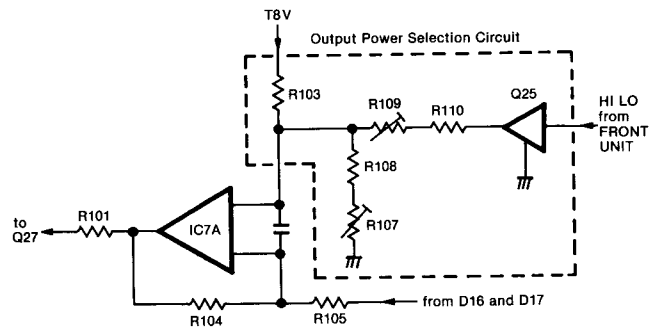 T8V
Output Power Selection Circuit
R103
R109
R110
Q25
HI LO
from
FRONT
UNIT
R108
R107
to
Q27
R101
IC7A
R104
R105
from D16 and D17